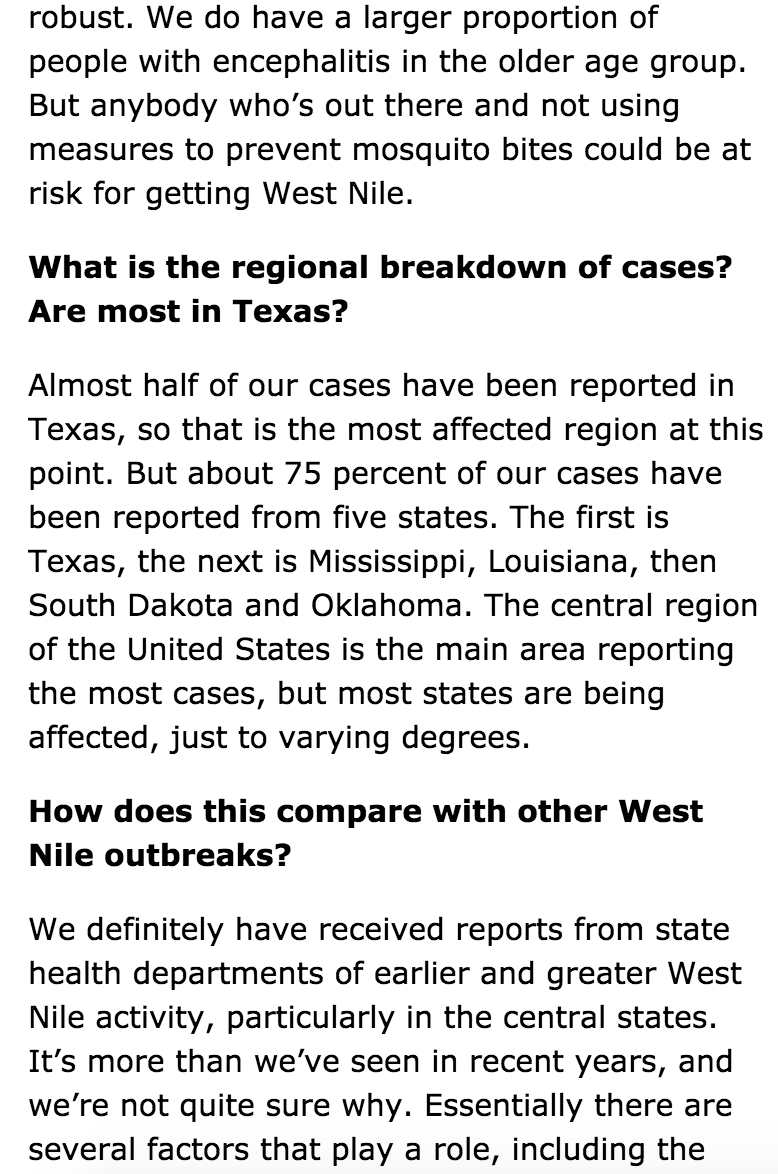 robust. We do have a larger proportion of
people with encephalitis in the older age group.
But anybody who’s out there and not using
measures to prevent mosquito bites could be at
risk for getting West Nile.
What is the regional breakdown of cases?
Are most in Texas?
Almost half of our cases have been reported in
Texas, so that is the most affected region at this
point. But about 75 percent of our cases have
been reported from five states. The first is
Texas, the next is Mississippi, Louisiana, then
South Dakota and Oklahoma. The central region
of the United States is the main area reporting
the most cases, but most states are being
affected, just to varying degrees.
How does this compare with other West
Nile outbreaks?
We definitely have received reports from state
health departments of earlier and greater West
Nile activity, particularly in the central states.
It’s more than we’ve seen in recent years, and
we’re not quite sure why. Essentially there are
several factors that play a role, including the